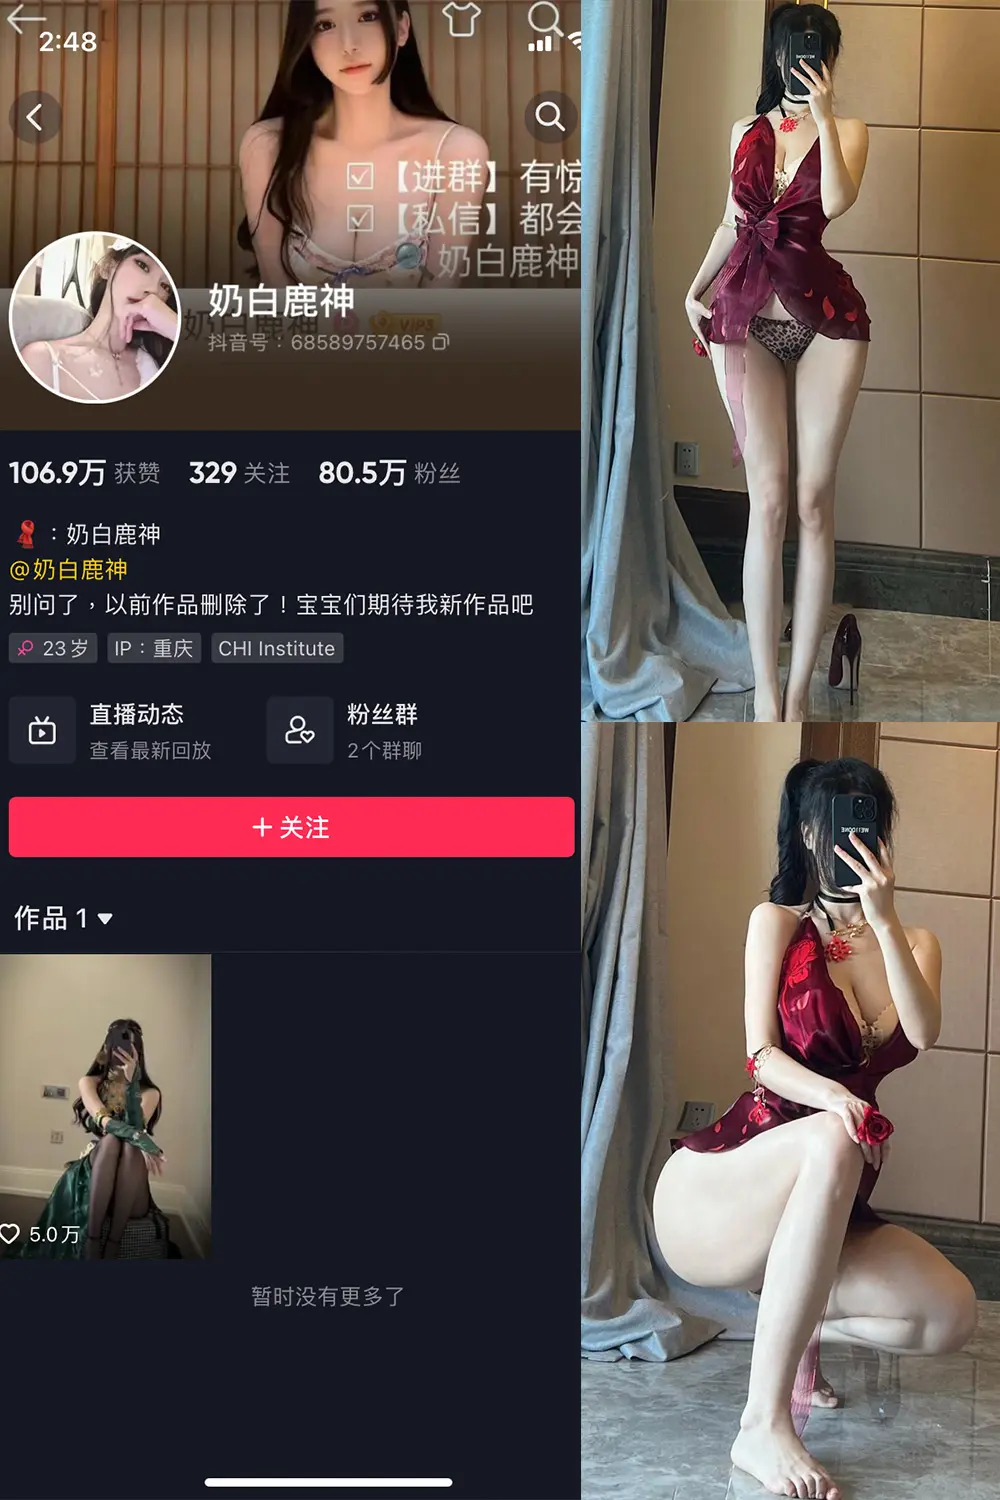 2:48
【进群】有惊
【私信】都会
奶白鹿神
奶白鹿神
奶白鹿神 VIP3
抖音号：68589757465
106.9万 获赞 329 关注 80.5万 粉丝
：奶白鹿神
@奶白鹿神
别问了，以前作品删除了！宝宝们期待我新作品吧
23岁 IP：重庆 CHI Institute
直播动态
查看最新回放
粉丝群
2个群聊
+ 关注
作品 1
5.0万
暂时没有更多了